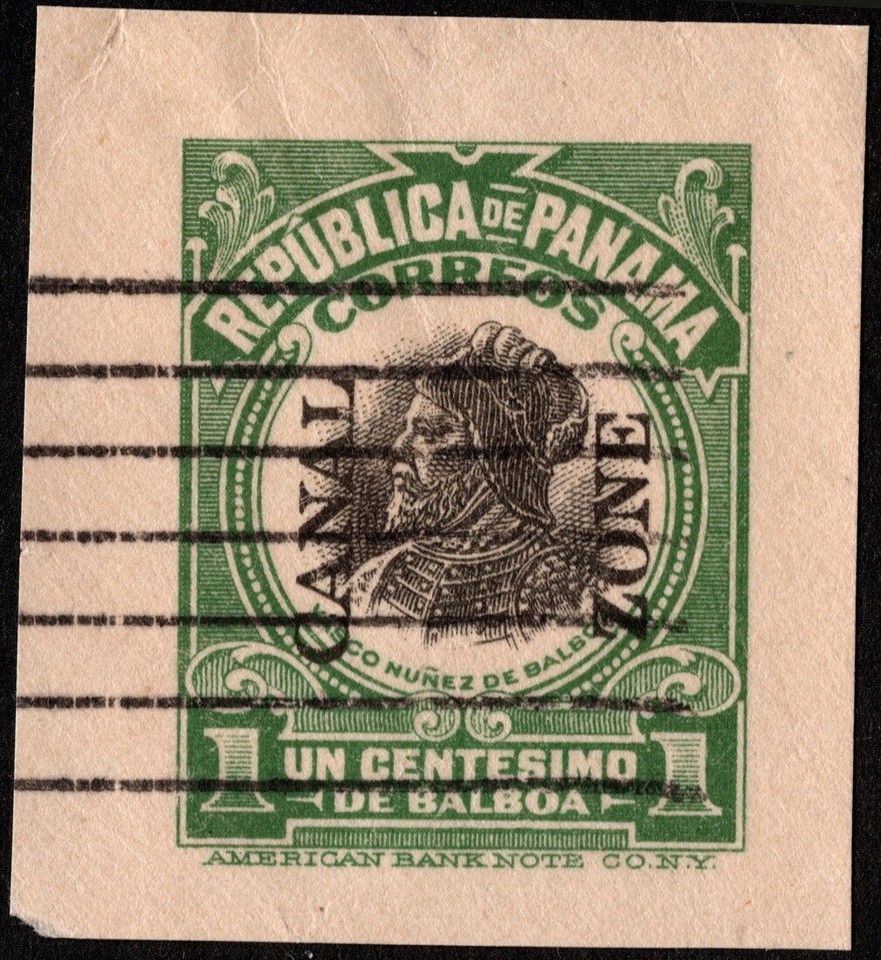 REPÚBLICA DE PANAMA
CORREOS
CANAL
ZONE
CO NUÑEZ DE BALBO
1 UN CENTESIMO 1
DE BALBOA
AMERICAN BANK NOTE CO. N.Y.